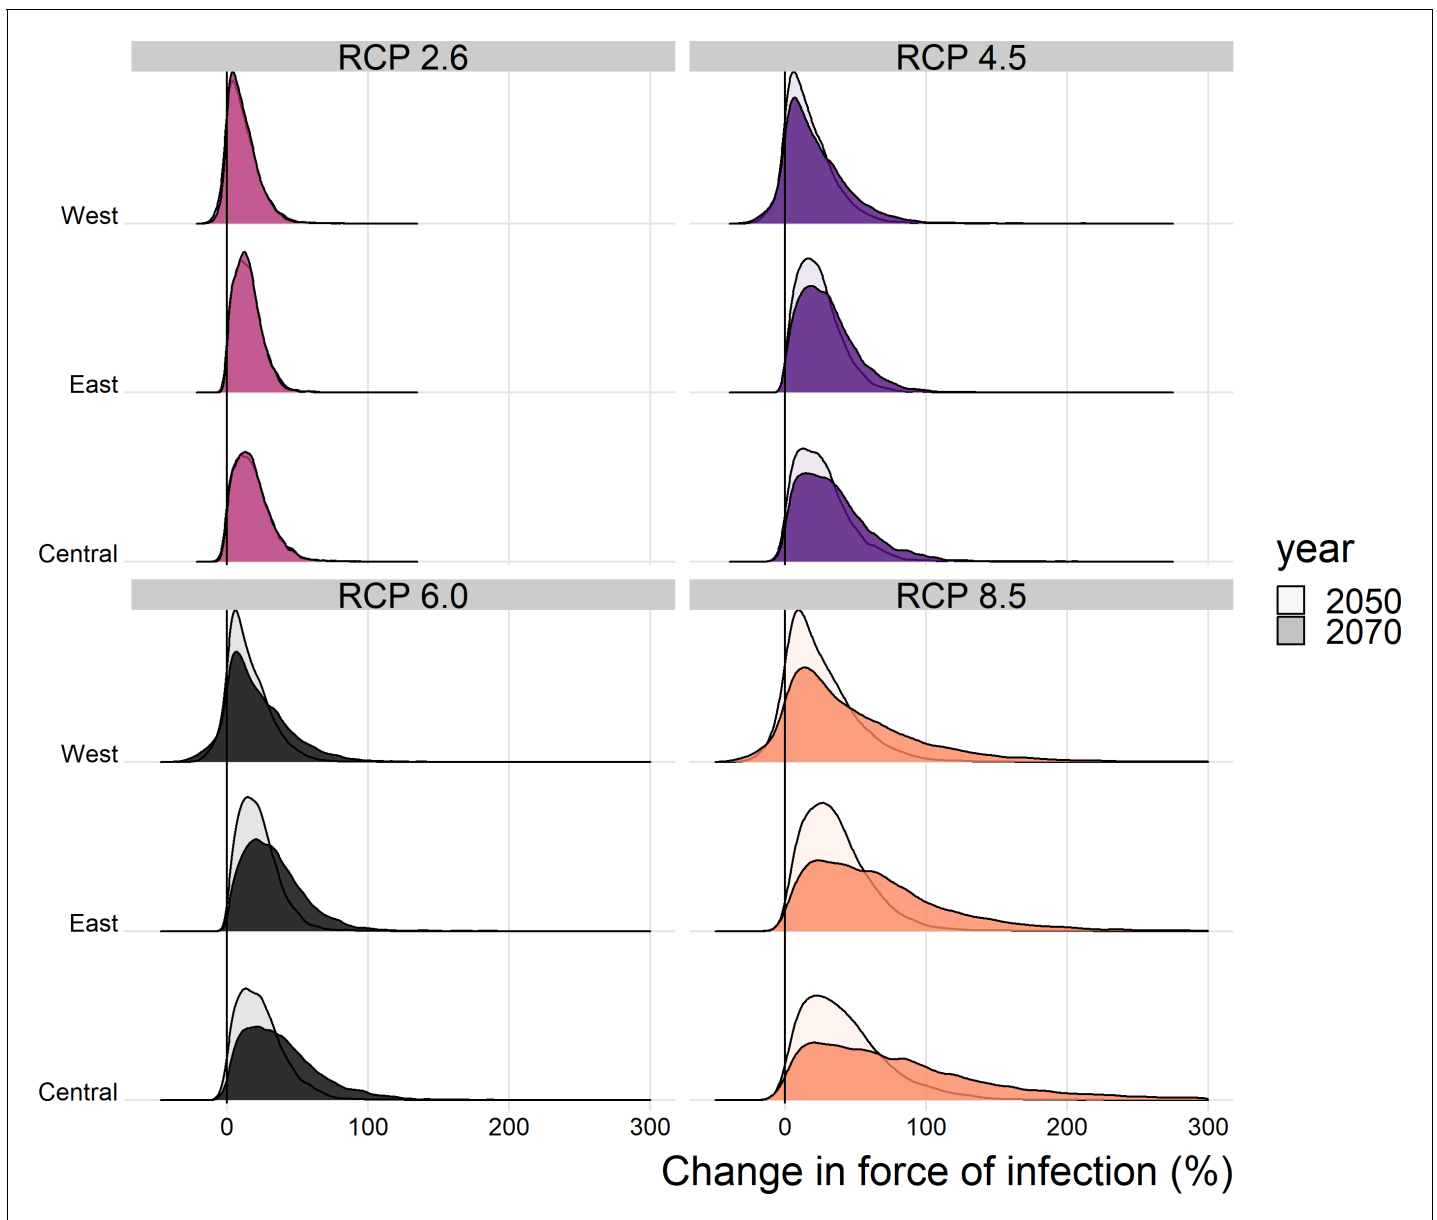 RCP 2.6
RCP 4.5
West
East
Central
RCP 6.0
RCP 8.5
West
East
Central
0 100 200 300
0 100 200 300
Change in force of infection (%)
year
2050
2070